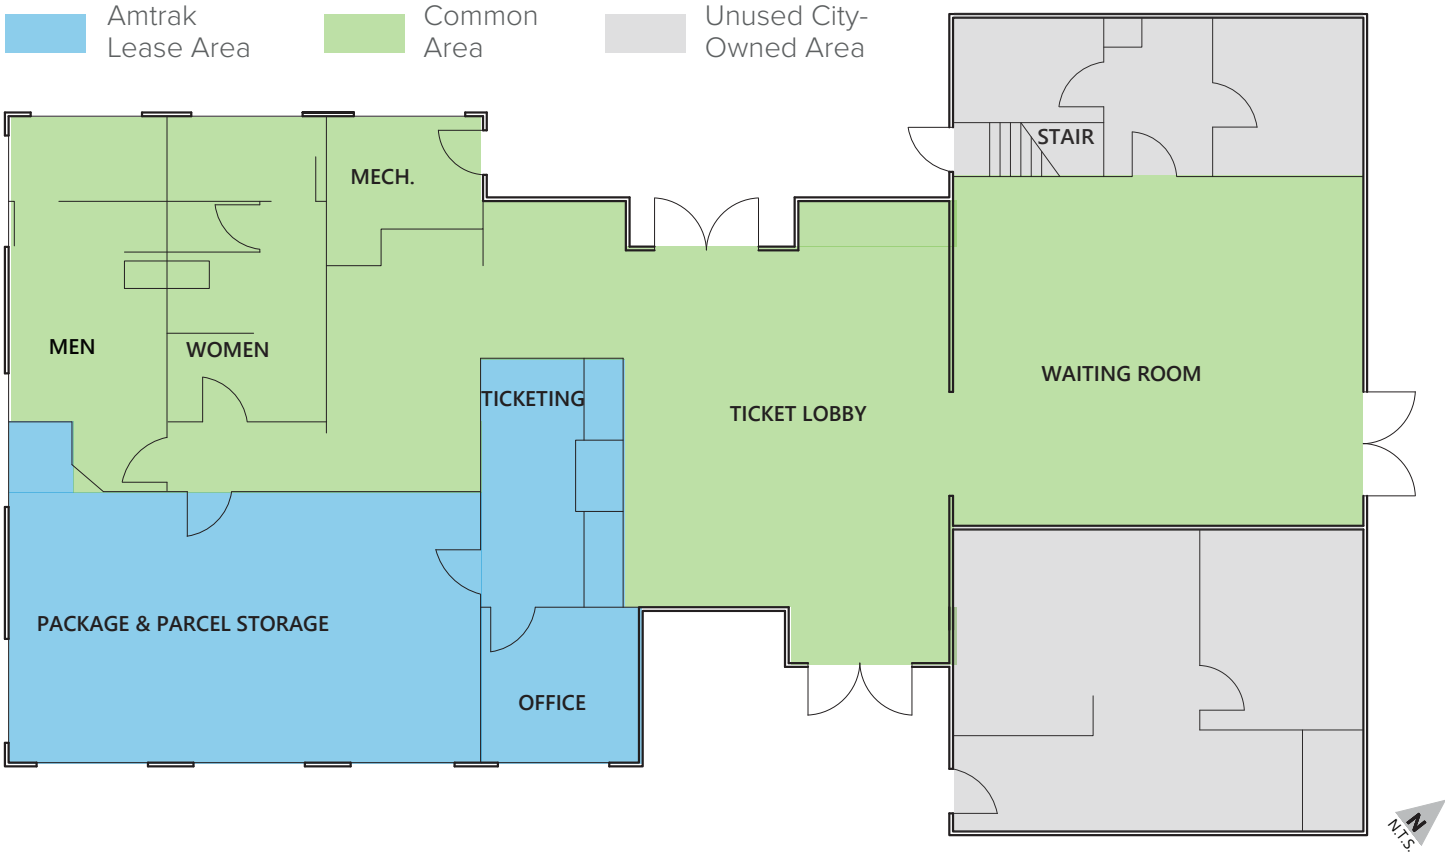 Amtrak
Lease Area
Common
Area
Unused City-
Owned Area
STAIR
MECH.
MEN
WOMEN
WAITING ROOM
TICKETING
TICKET LOBBY
PACKAGE & PARCEL STORAGE
OFFICE
N
N.T.S.